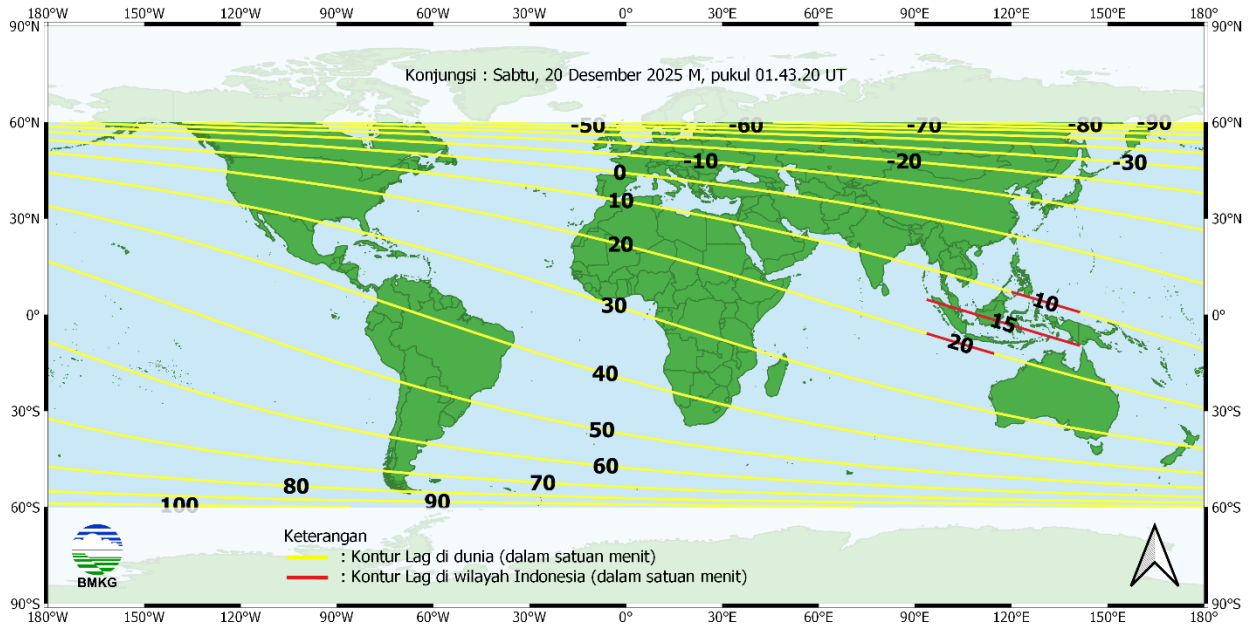 180°W 150°W 120°W 90°W 60°W 30°W 0° 30°E 60°E 90°E 120°E 150°E 180°
90°N 90°N
Konjungsi : Sabtu, 20 Desember 2025 M, pukul 01.43.20 UT
60°N -50 -60 -70 -80 -90 60°N
0 -10 -20 -30
30°N 10 30°N
20
0° 30 10 0°
15
20
40
30°S 30°S
50
60
80 70
100 90
60°S 60°S
Keterangan
: Kontur Lag di dunia (dalam satuan menit)
: Kontur Lag di wilayah Indonesia (dalam satuan menit)
BMKG
90°S 90°S
180°W 150°W 120°W 90°W 60°W 30°W 0° 30°E 60°E 90°E 120°E 150°E 180°